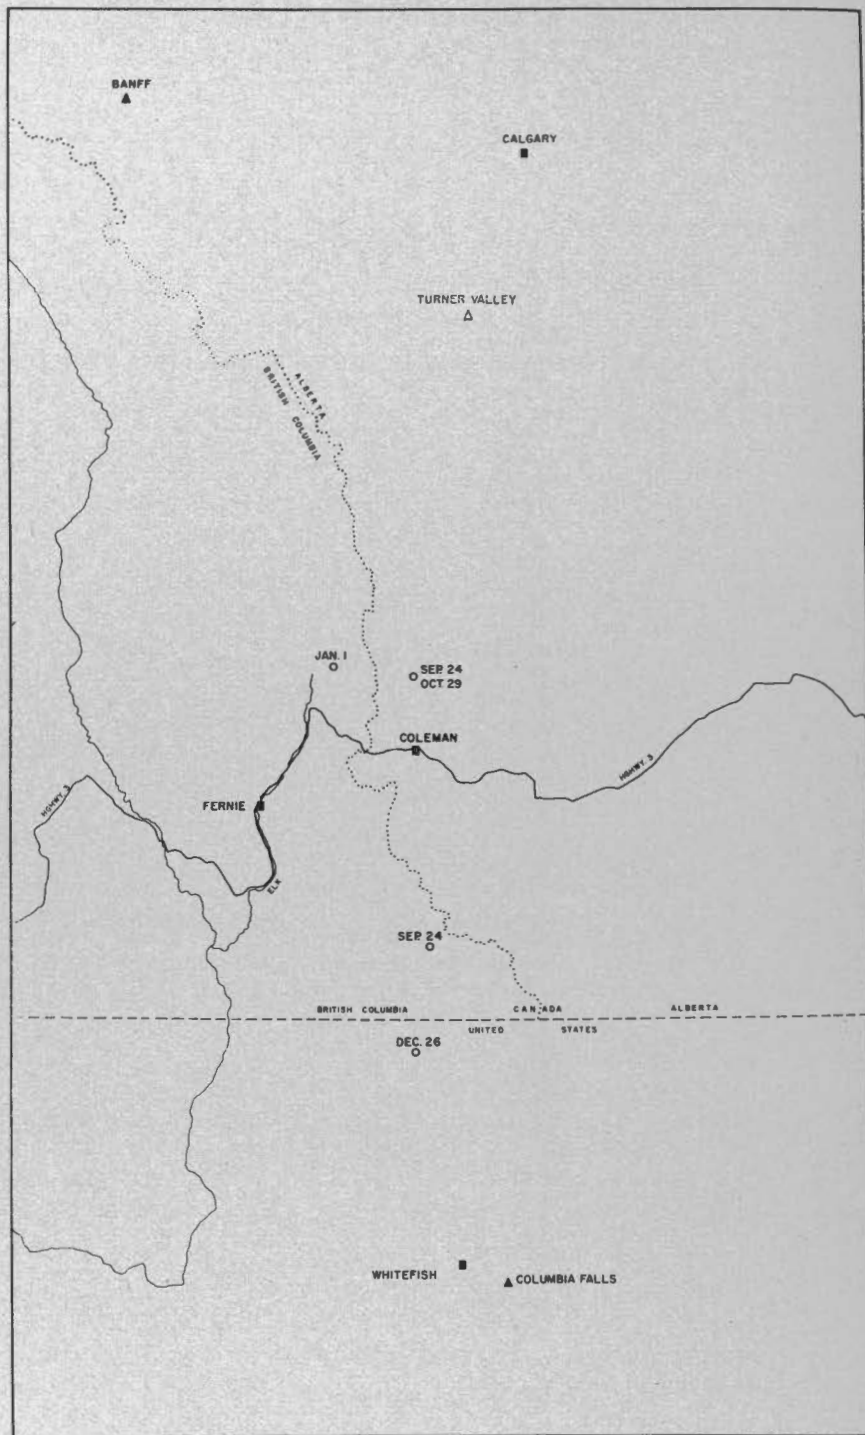 BANFF
CALGARY
TURNER VALLEY
ALBERTA
BRITISH COLUMBIA
JAN. 1
SEP. 24
OCT 29
COLEMAN
HGHWY. 3
FERNIE
HGHWY. 3
ELK
SEP. 24
BRITISH COLUMBIA CANADA ALBERTA
UNITED STATES
DEC. 26
WHITEFISH
COLUMBIA FALLS